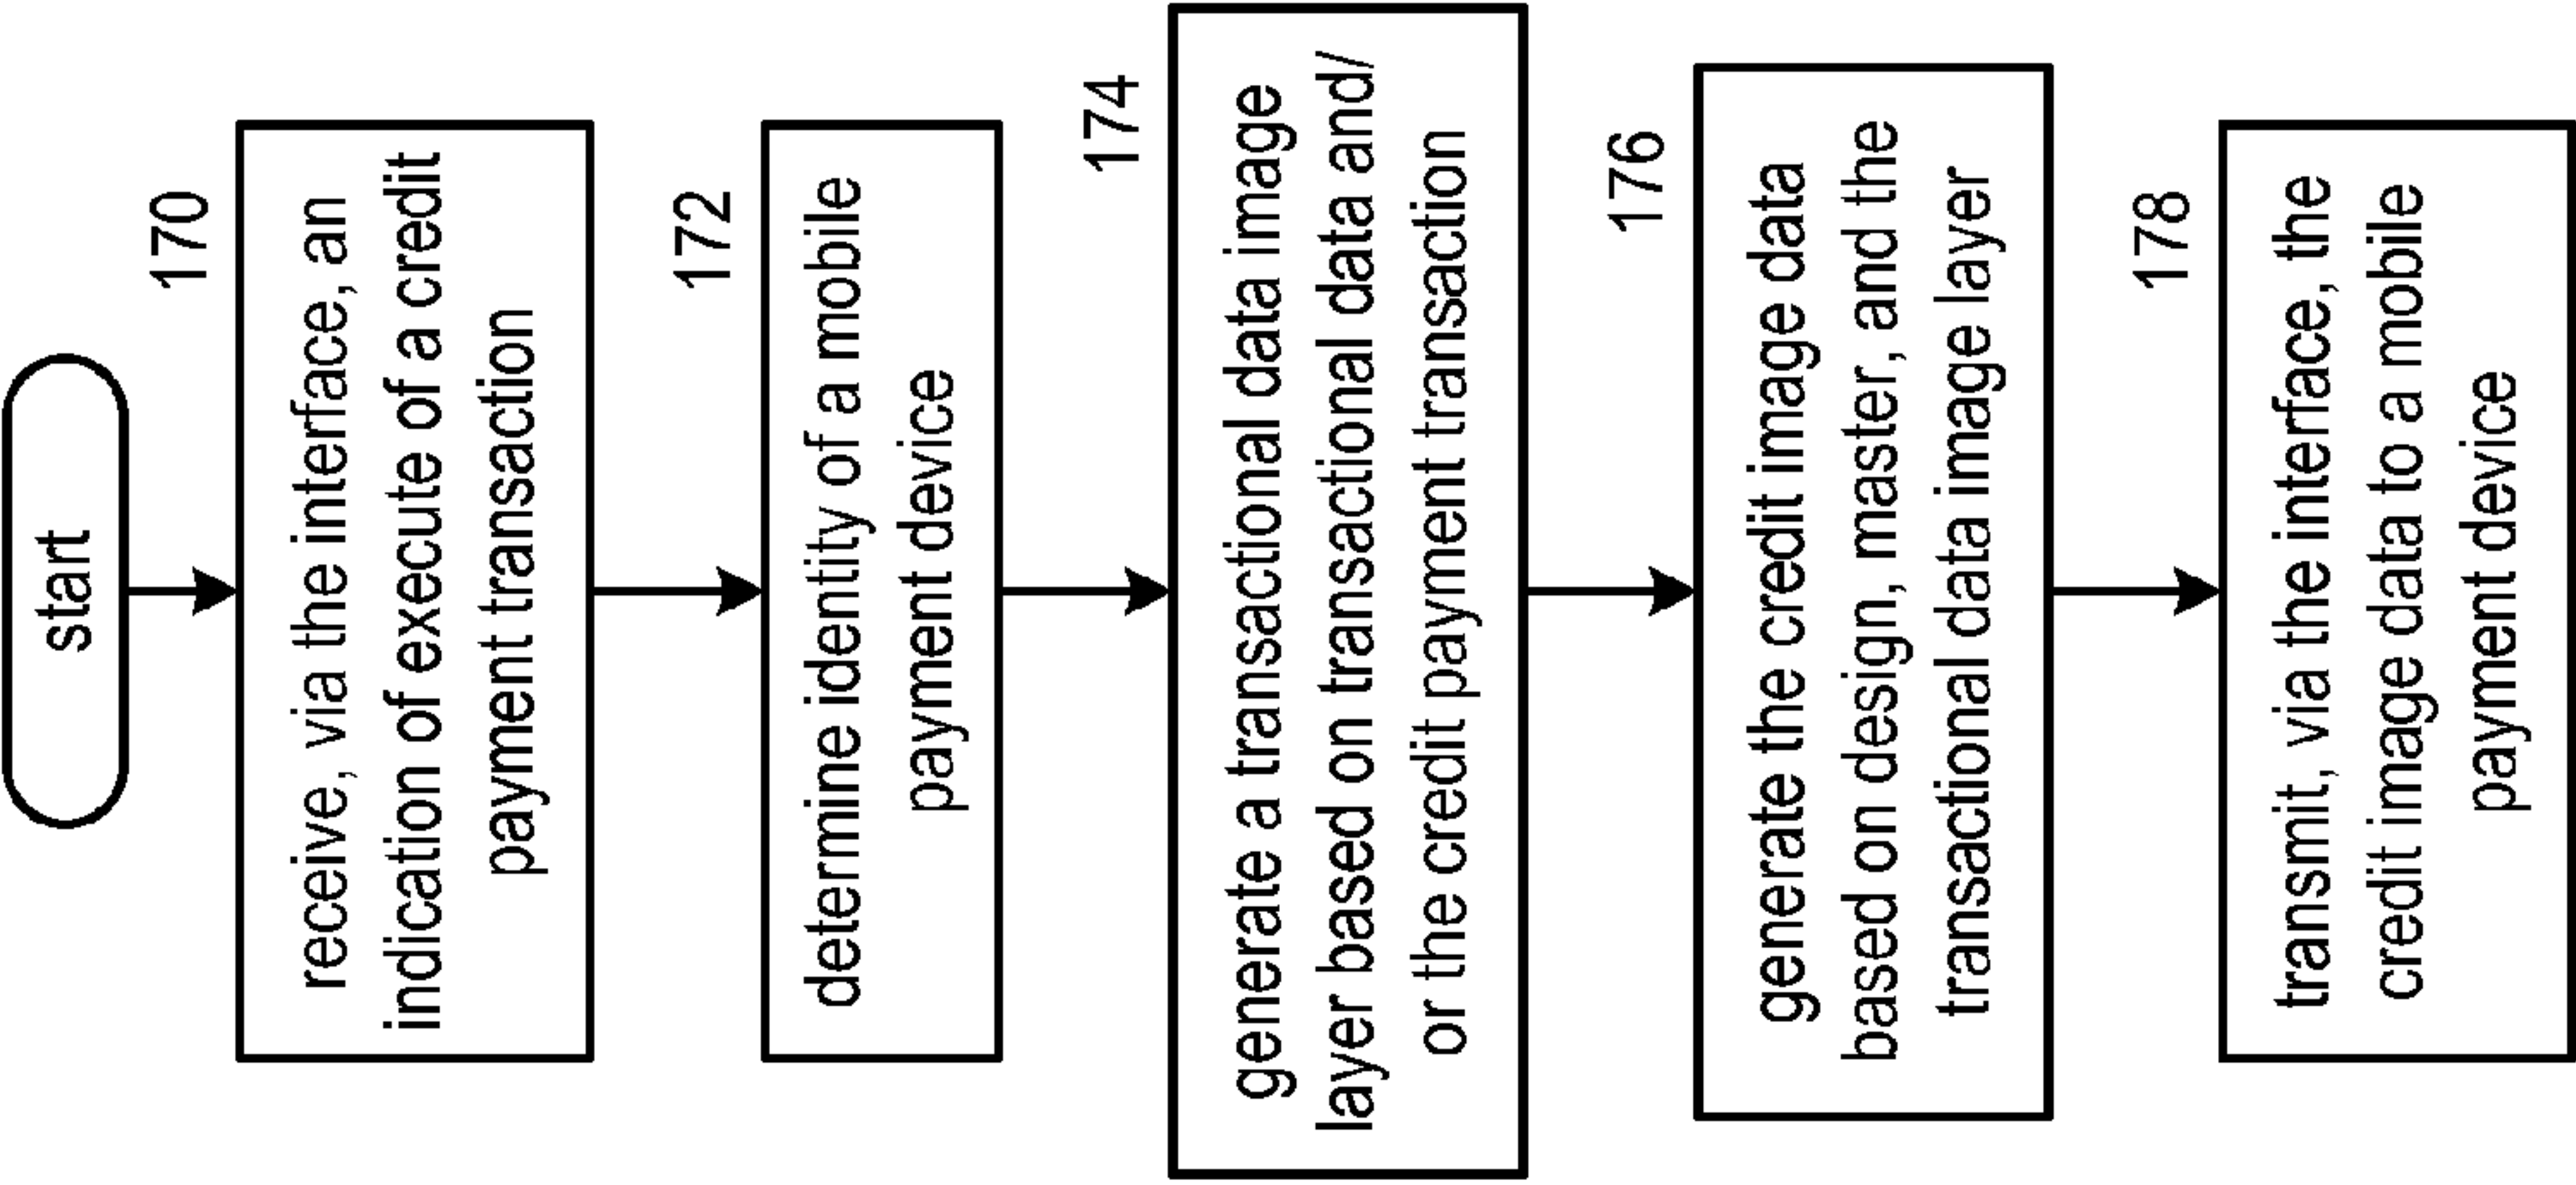 start
170
receive, via the interface, an
indication of execute of a credit
payment transaction
172
determine identity of a mobile
payment device
174
generate a transactional data image
layer based on transactional data and/
or the credit payment transaction
176
generate the credit image data
based on design, master, and the
transactional data image layer
178
transmit, via the interface, the
credit image data to a mobile
payment device